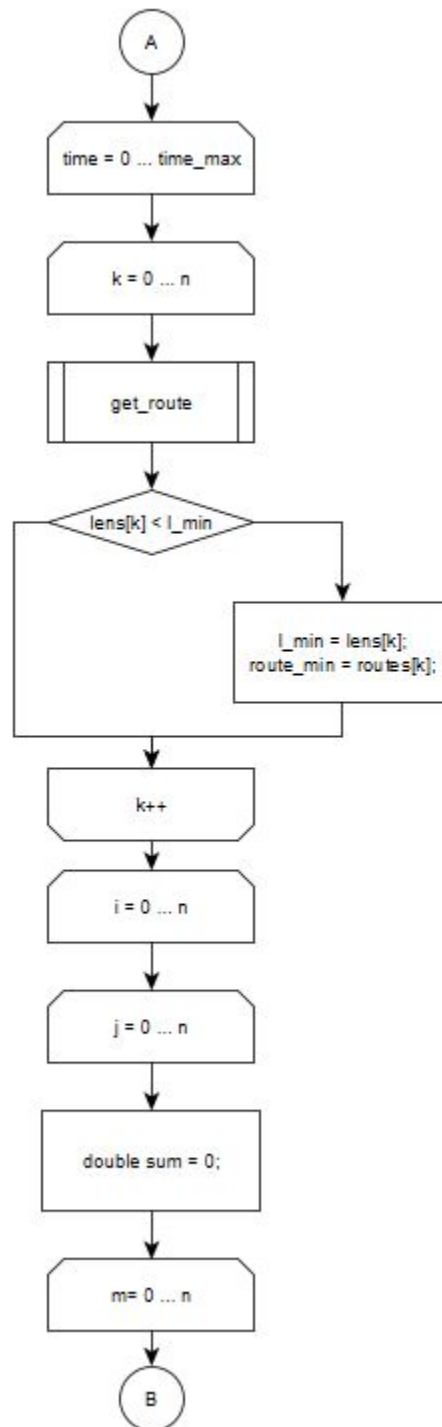 A
time = 0 ... time_max
k = 0 ... n
get_route
lens[k] < l_min
l_min = lens[k];
route_min = routes[k];
k++
i = 0 ... n
j = 0 ... n
double sum = 0;
m= 0 ... n
B